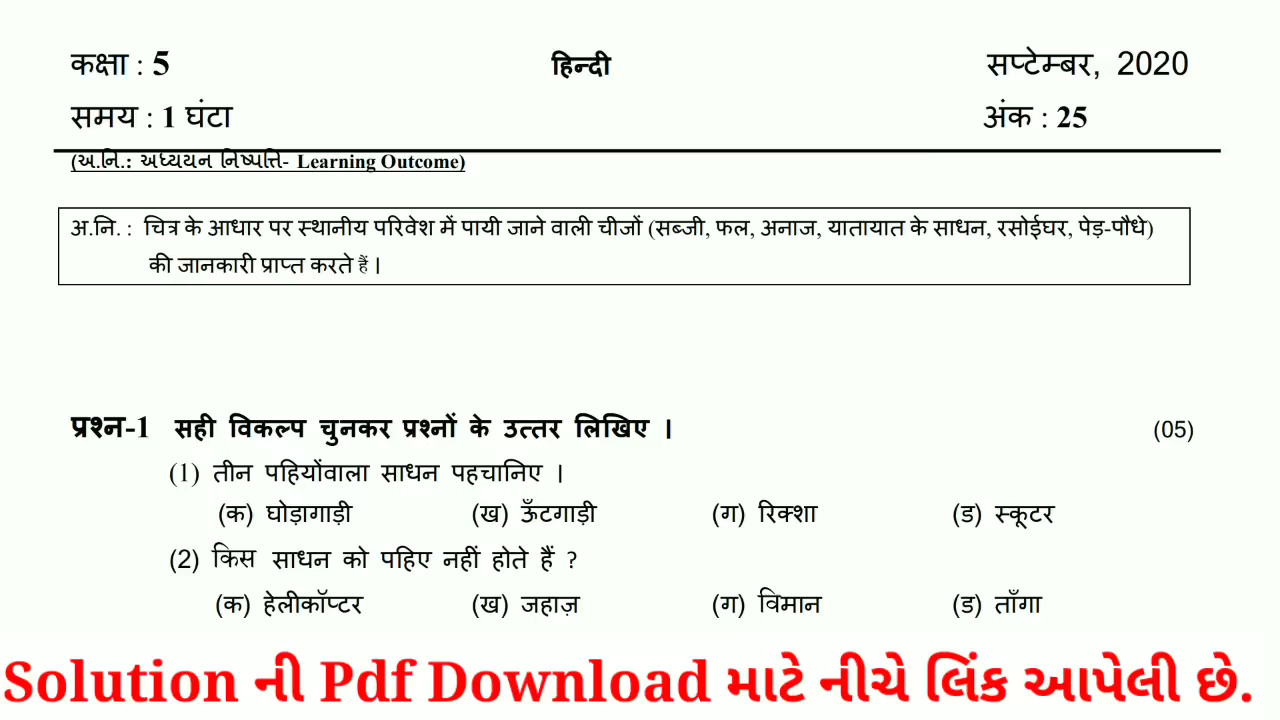 कक्षा : 5 हिन्दी सप्टेम्बर, 2020
समय : 1 घंटा अंक : 25
(અ.નિ.: અધ્યયન નિષ્પત્તિ- Learning Outcome)
अ.नि. : चित्र के आधार पर स्थानीय परिवेश में पायी जाने वाली चीजों (सब्जी, फल, अनाज, यातायात के साधन, रसोईघर, पेड़-पौधे)
की जानकारी प्राप्त करते हैं ।
प्रश्न-1 सही विकल्प चुनकर प्रश्नों के उत्तर लिखिए । (05)
(1) तीन पहियोंवाला साधन पहचानिए ।
(क) घोड़ागाड़ी (ख) ऊँटगाड़ी (ग) रिक्शा (ड) स्कूटर
(2) किस साधन को पहिए नहीं होते हैं ?
(क) हेलीकॉप्टर (ख) जहाज़ (ग) विमान (ड) ताँगा
Solution ની Pdf Download માટે નીચે લિંક આપેલી છે.